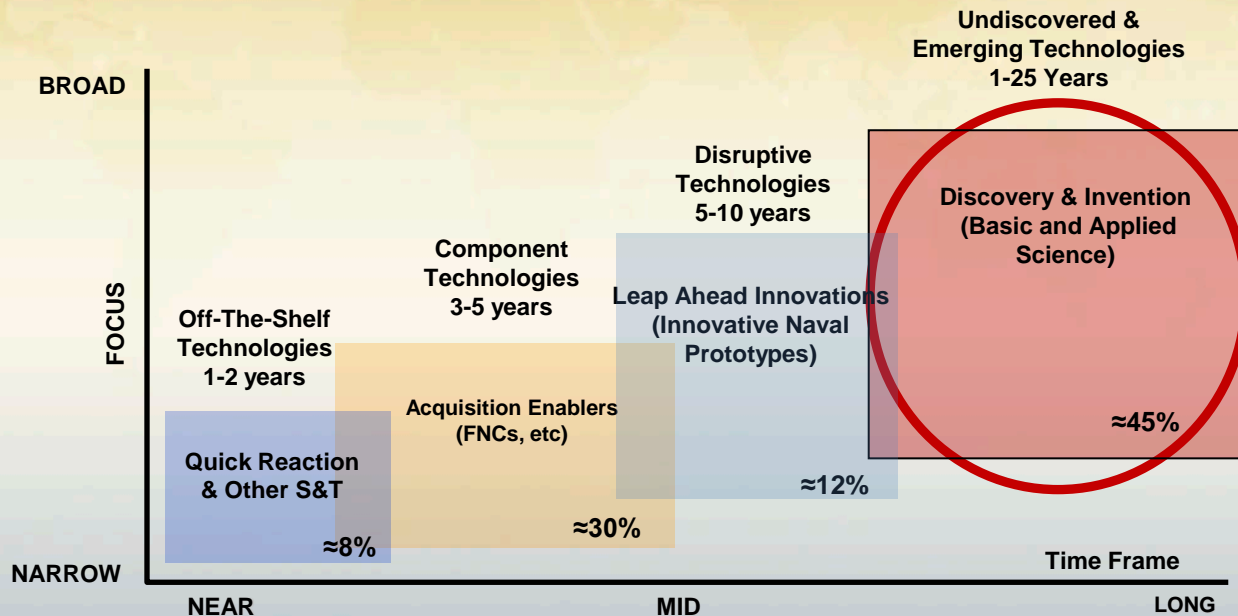 Undiscovered &
Emerging Technologies
1-25 Years
BROAD
Disruptive
Technologies
5-10 years
Discovery & Invention
(Basic and Applied
Science)
Component
Technologies
3-5 years
FOCUS
Leap Ahead Innovations
(Innovative Naval
Prototypes)
Off-The-Shelf
Technologies
1-2 years
Acquisition Enablers
(FNCs, etc)
≈45%
Quick Reaction
& Other S&T
≈12%
≈30%
≈8%
Time Frame
NARROW
NEAR
MID
LONG